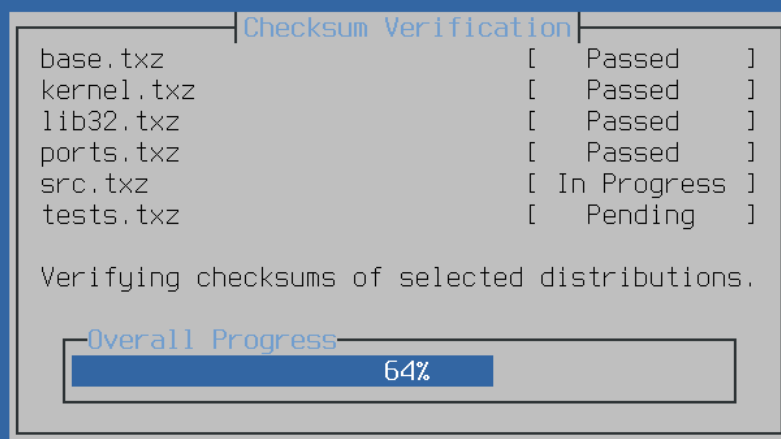 Checksum Verification
base.txz [ Passed ]
kernel.txz [ Passed ]
lib32.txz [ Passed ]
ports.txz [ Passed ]
src.txz [ In Progress ]
tests.txz [ Pending ]
Verifying checksums of selected distributions.
Overall Progress
64%